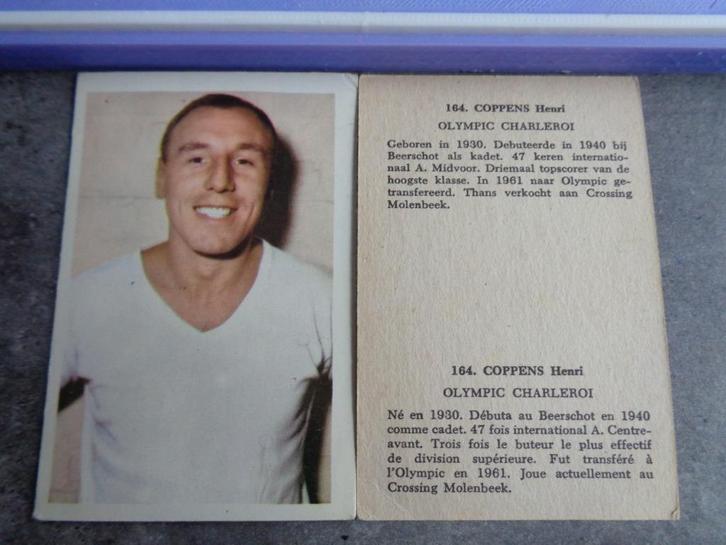 164. COPPENS Henri
OLYMPIC CHARLEROI
Geboren in 1930. Debuteerde in 1940 bij
Beerschot als kadet. 47 keren internatio-
naal A. Midvoor. Driemaal topscorer van de
hoogste klasse. In 1961 naar Olympic ge-
transfereerd. Thans verkocht aan Crossing
Molenbeek.
164. COPPENS Henri
OLYMPIC CHARLEROI
Né en 1930. Débuta au Beerschot en 1940
comme cadet. 47 fois international A. Centre-
avant. Trois fois le buteur le plus effectif
de division supérieure. Fut transféré à
l'Olympic en 1961. Joue actuellement au
Crossing Molenbeek.